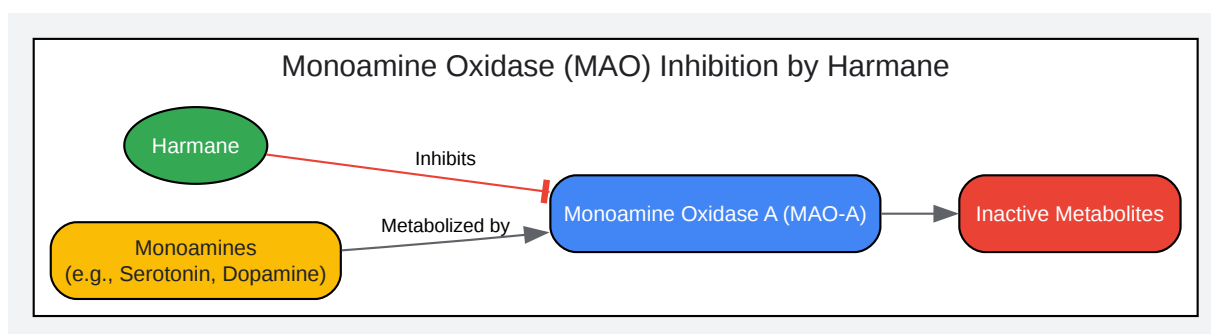 Monoamine Oxidase (MAO) Inhibition by Harmane
Harmane
Inhibits
Monoamine Oxidase A (MAO-A)
Inactive Metabolites
Metabolized by
Monoamines
(e.g., Serotonin, Dopamine)